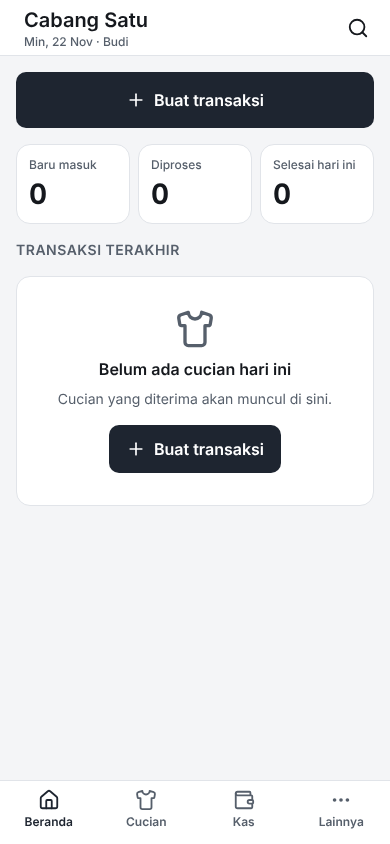 Cabang Satu
Min, 22 Nov · Budi
Buat transaksi
Baru masuk
Diproses
Selesai hari ini
0
0
0
TRANSAKSI TERAKHIR
Belum ada cucian hari ini
Cucian yang diterima akan muncul di sini.
Buat transaksi
Beranda
Cucian
Kas
Lainnya